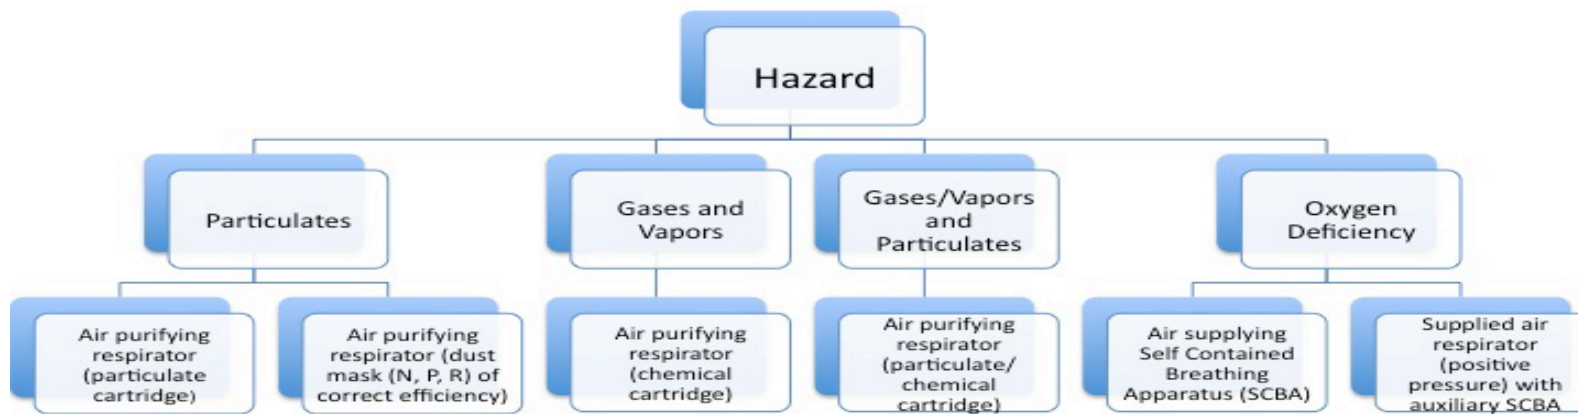 Hazard
Particulates
Gases and
Vapors
Gases/Vapors
and
Particulates
Oxygen
Deficiency
Air purifying
respirator
(particulate
cartridge)
Air purifying
respirator (dust
mask (N, P, R) of
correct efficiency)
Air purifying
respirator
(chemical
cartridge)
Air purifying
respirator
(particulate/
chemical
cartridge)
Air supplying
Self Contained
Breathing
Apparatus (SCBA)
Supplied air
respirator
(positive
pressure) with
auxiliary SCBA